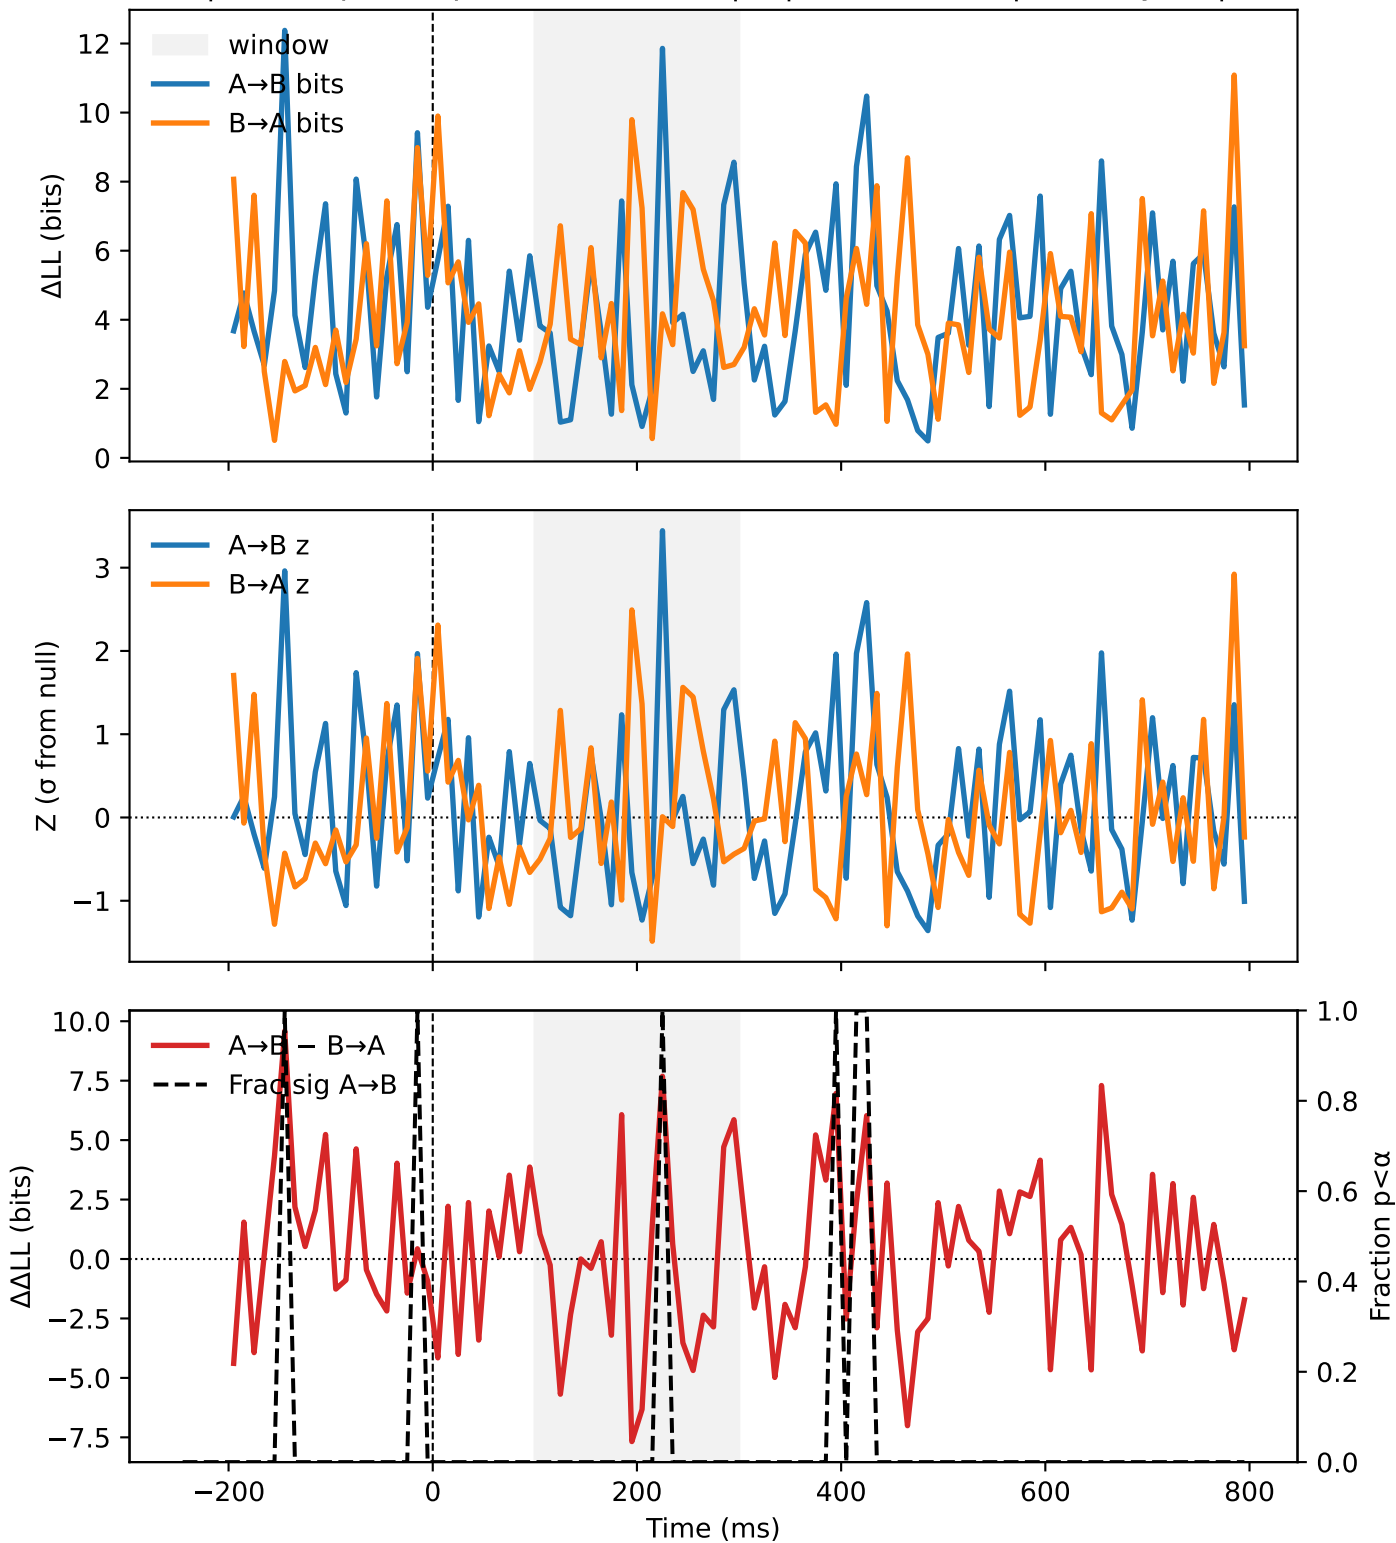 12
10
8
6
4
2
0
ΔLL (bits)
window
A→B bits
B→A bits
3
2
1
0
−1
Z (σ from null)
A→B z
B→A z
10.0
7.5
5.0
2.5
0.0
−2.5
−5.0
−7.5
ΔΔLL (bits)
A→B − B→A
Frac sig A→B
1.0
0.8
0.6
0.4
0.2
0.0
Fraction p<α
−200
0
200
400
600
800
Time (ms)